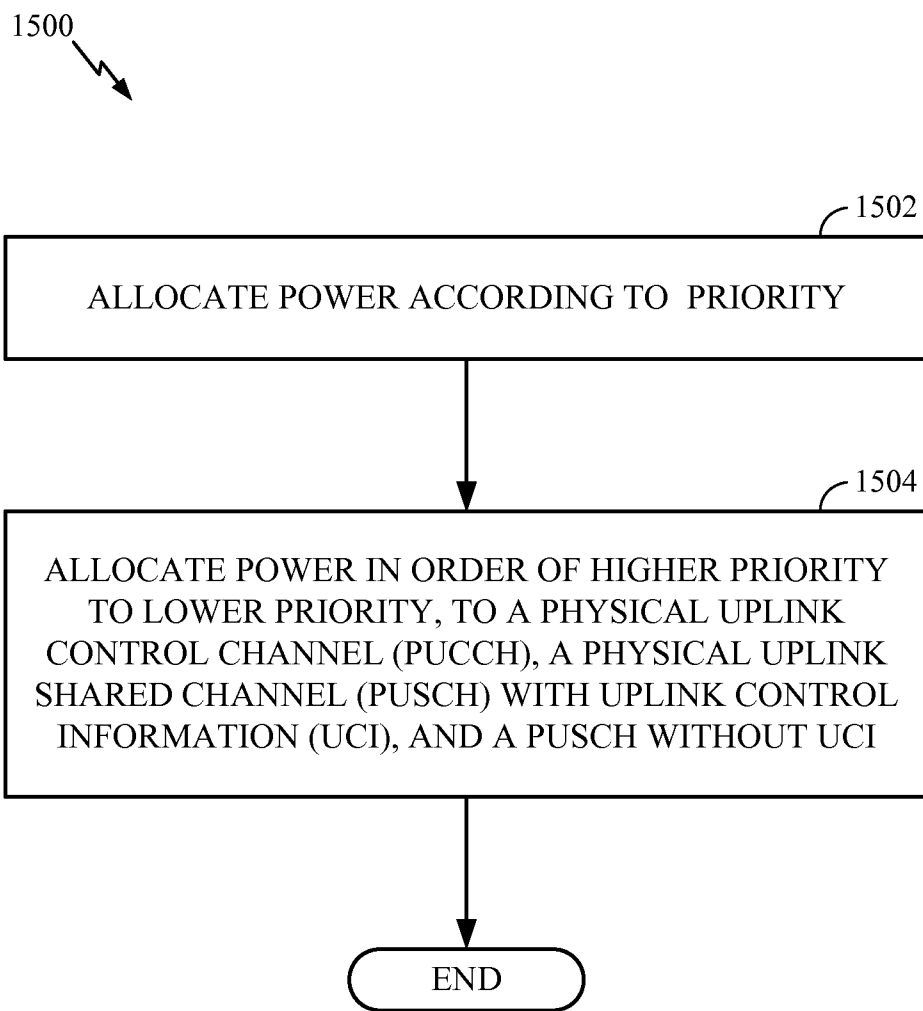 1500
1502
ALLOCATE POWER ACCORDING TO PRIORITY
1504
ALLOCATE POWER IN ORDER OF HIGHER PRIORITY
TO LOWER PRIORITY, TO A PHYSICAL UPLINK
CONTROL CHANNEL (PUCCH), A PHYSICAL UPLINK
SHARED CHANNEL (PUSCH) WITH UPLINK CONTROL
INFORMATION (UCI), AND A PUSCH WITHOUT UCI
END